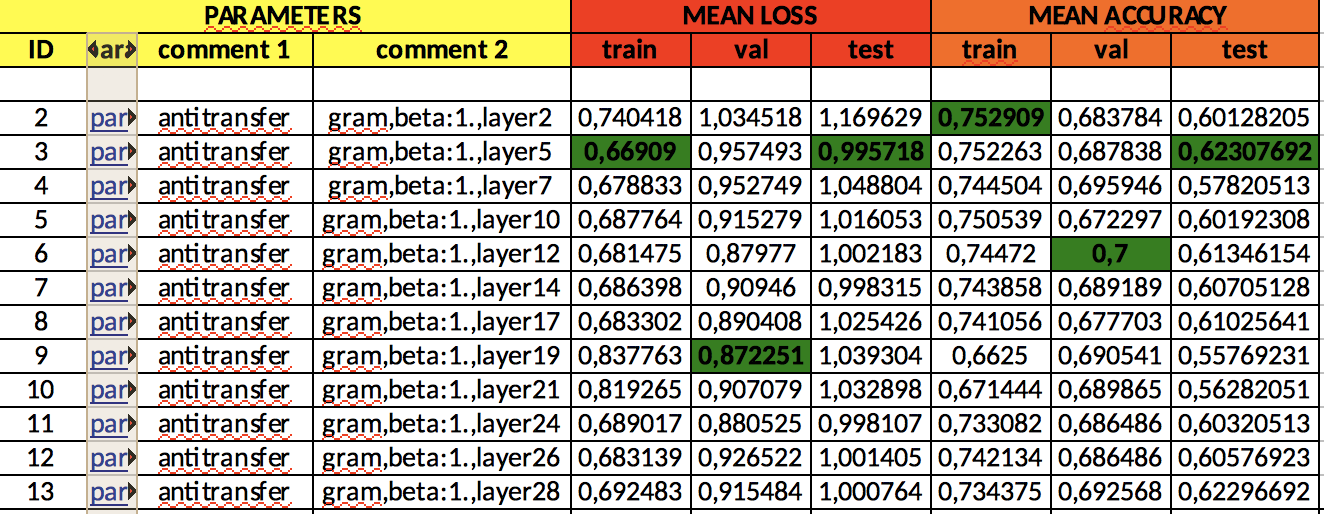 PARAMETERS MEAN LOSS MEAN ACCURACY
ID ar comment 1 comment 2 train val test train val test
2 par antitransfer gram,beta:1.,layer2 0,740418 1,034518 1,169629 0,752909 0,683784 0,60128205
3 par antitransfer gram,beta:1.,layer5 0,66909 0,957493 0,995718 0,752263 0,687838 0,62307692
4 par antitransfer gram,beta:1.,layer7 0,678833 0,952749 1,048804 0,744504 0,695946 0,57820513
5 par antitransfer gram,beta:1.,layer10 0,687764 0,915279 1,016053 0,750539 0,672297 0,60192308
6 par antitransfer gram,beta:1.,layer12 0,681475 0,87977 1,002183 0,74472 0,7 0,61346154
7 par antitransfer gram,beta:1.,layer14 0,686398 0,90946 0,998315 0,743858 0,689189 0,60705128
8 par antitransfer gram,beta:1.,layer17 0,683302 0,890408 1,025426 0,741056 0,677703 0,61025641
9 par antitransfer gram,beta:1.,layer19 0,837763 0,872251 1,039304 0,6625 0,690541 0,55769231
10 par antitransfer gram,beta:1.,layer21 0,819265 0,907079 1,032898 0,671444 0,689865 0,56282051
11 par antitransfer gram,beta:1.,layer24 0,689017 0,880525 0,998107 0,733082 0,686486 0,60320513
12 par antitransfer gram,beta:1.,layer26 0,683139 0,926522 1,001405 0,742134 0,686486 0,60576923
13 par antitransfer gram,beta:1.,layer28 0,692483 0,915484 1,000764 0,734375 0,692568 0,62296692